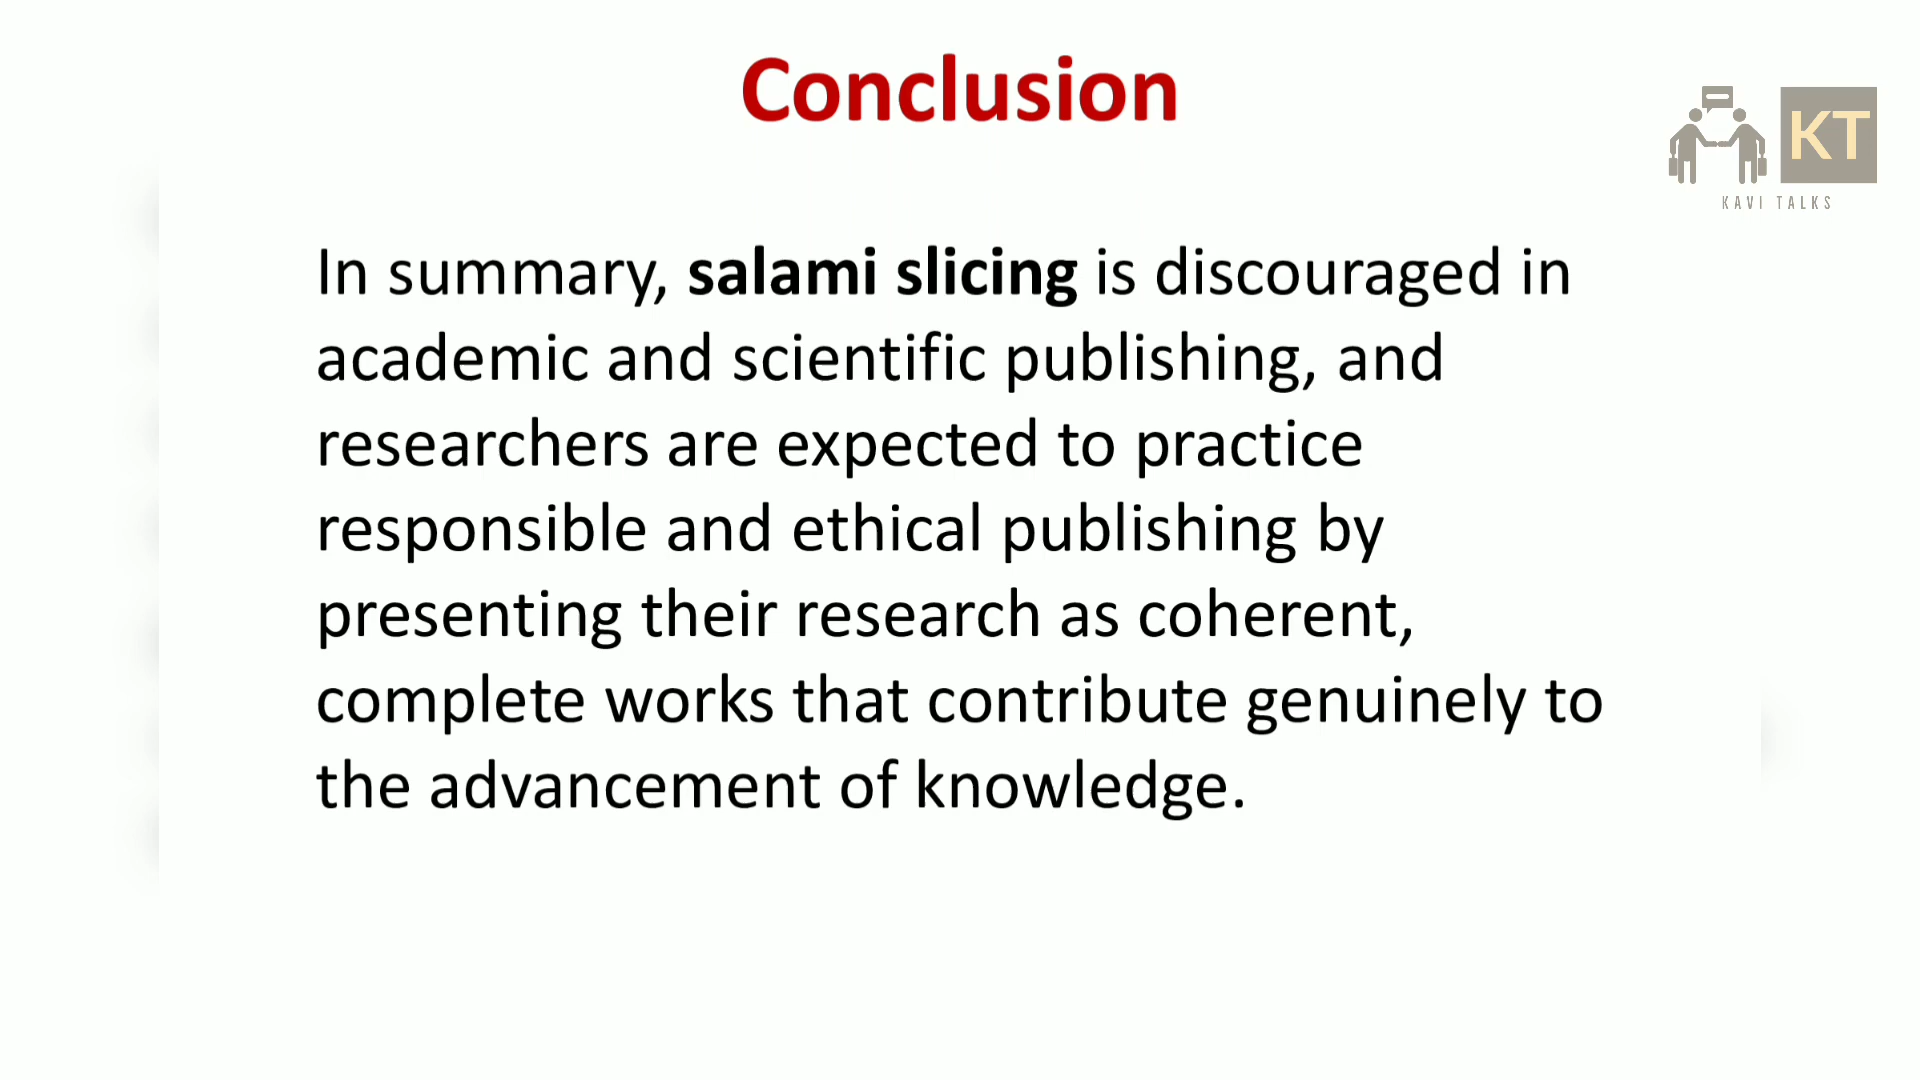 Conclusion
KT
KAVI TALKS
In summary, salami slicing is discouraged in
academic and scientific publishing, and
researchers are expected to practice
responsible and ethical publishing by
presenting their research as coherent,
complete works that contribute genuinely to
the advancement of knowledge.